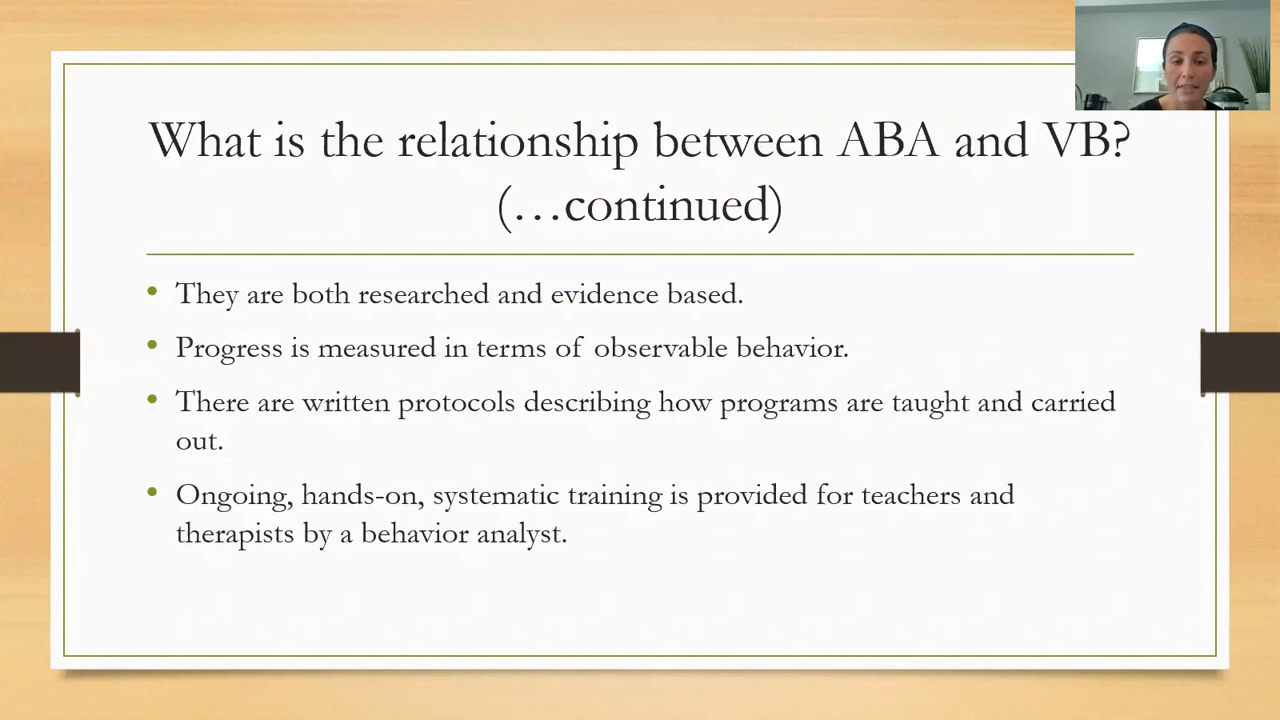 What is the relationship between ABA and VB?
(…continued)
• They are both researched and evidence based.
• Progress is measured in terms of observable behavior.
• There are written protocols describing how programs are taught and carried
out.
• Ongoing, hands-on, systematic training is provided for teachers and
therapists by a behavior analyst.